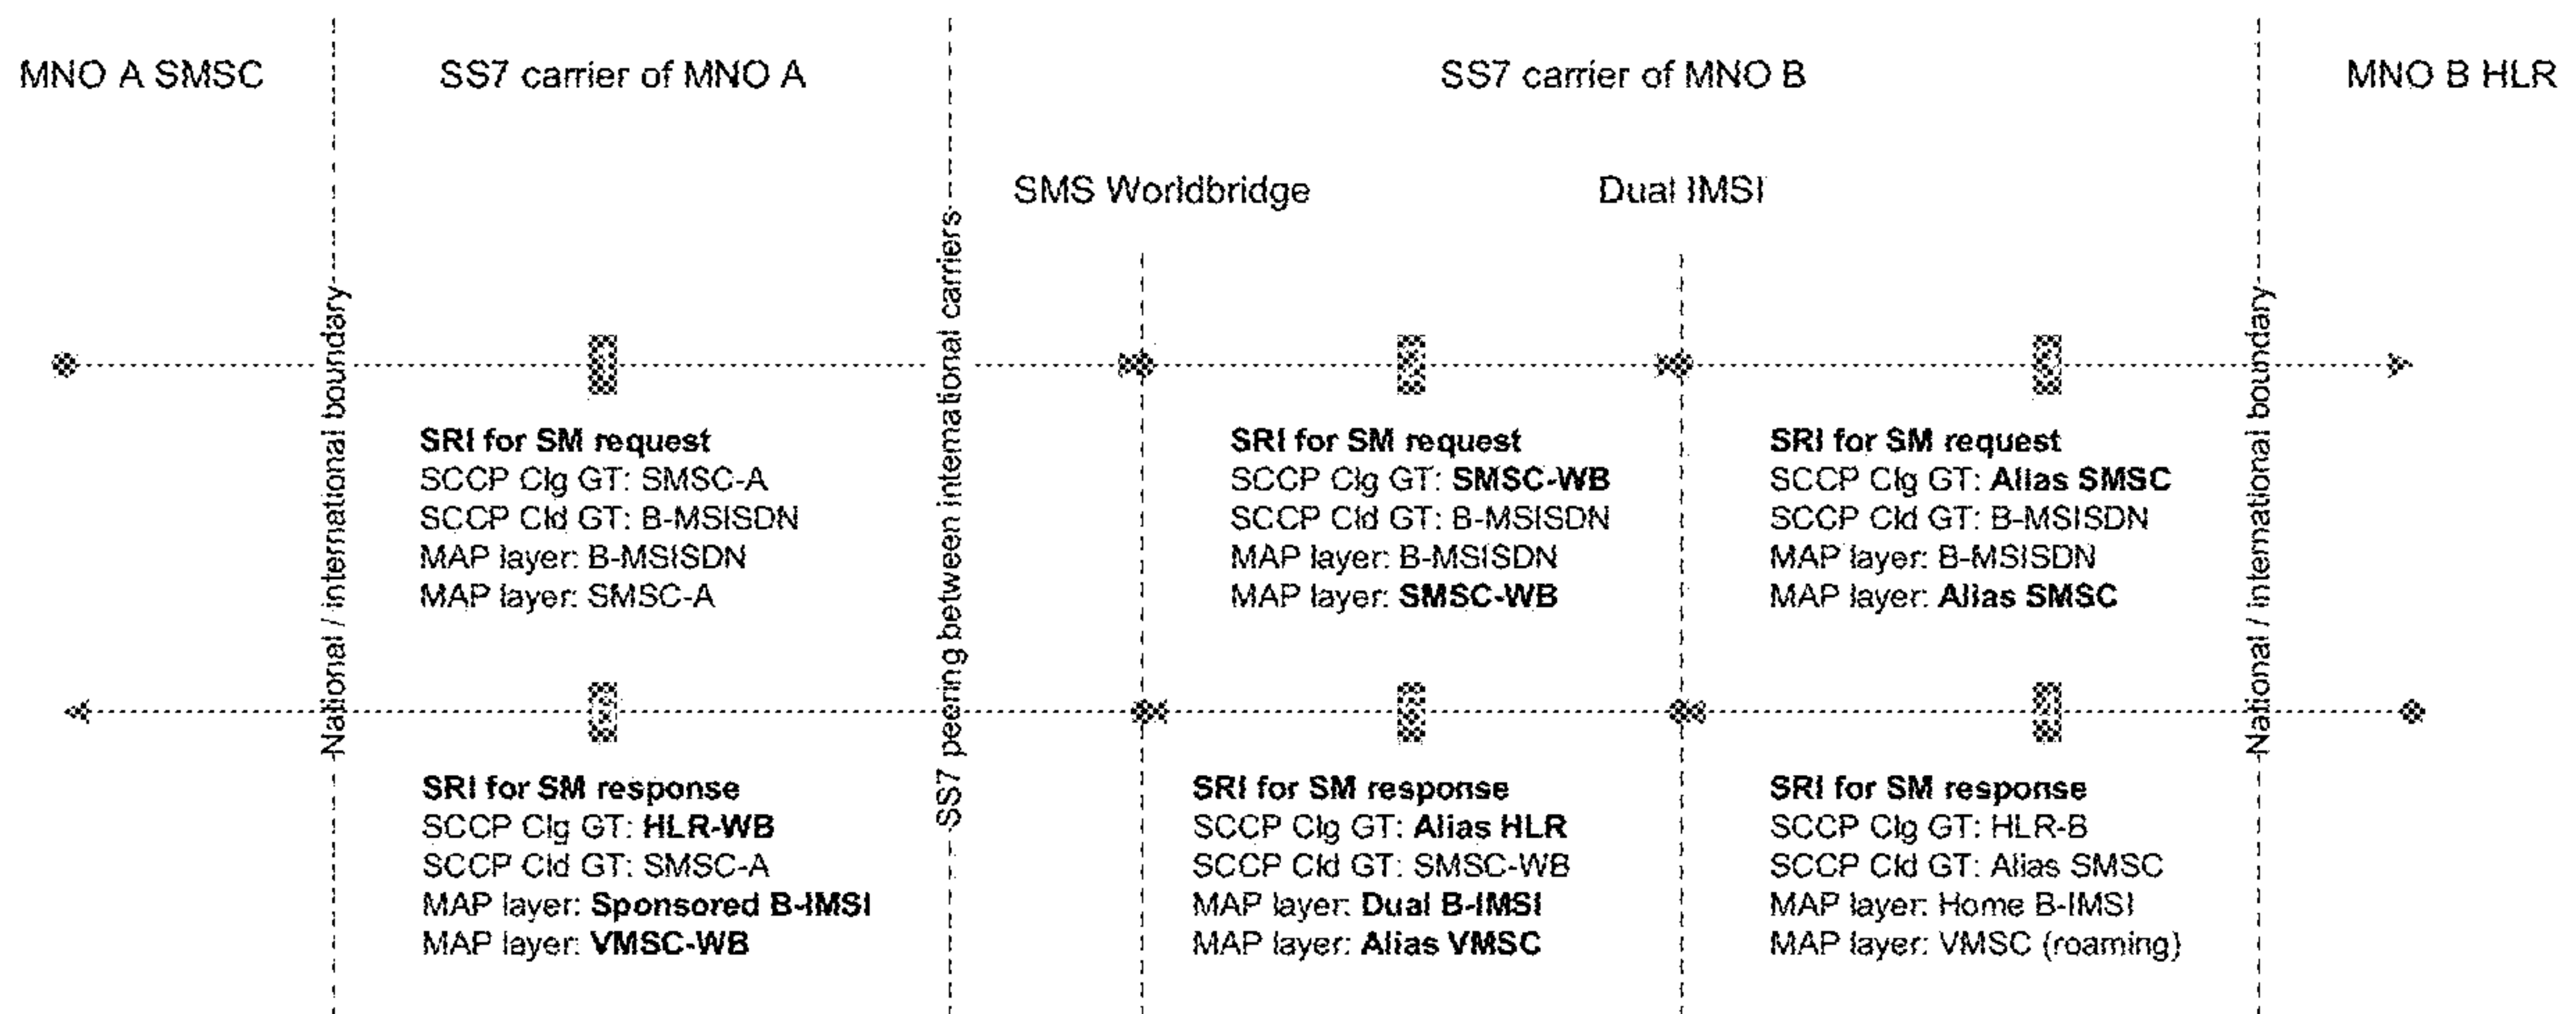 MNO A SMSC
SS7 carrier of MNO A
SS7 carrier of MNO B
MNO B HLR
SMS Worldbridge
Dual IMSI
National / international boundary
SS7 peering between international carriers
National / international boundary
SRI for SM request
SCCP Clg GT: SMSC-A
SCCP Cld GT: B-MSISDN
MAP layer: B-MSISDN
MAP layer: SMSC-A
SRI for SM request
SCCP Clg GT: SMSC-WB
SCCP Cld GT: B-MSISDN
MAP layer: B-MSISDN
MAP layer: SMSC-WB
SRI for SM request
SCCP Clg GT: Alias SMSC
SCCP Cld GT: B-MSISDN
MAP layer: B-MSISDN
MAP layer: Alias SMSC
SRI for SM response
SCCP Clg GT: HLR-WB
SCCP Cld GT: SMSC-A
MAP layer: Sponsored B-IMSI
MAP layer: VMSC-WB
SRI for SM response
SCCP Clg GT: Alias HLR
SCCP Cld GT: SMSC-WB
MAP layer: Dual B-IMSI
MAP layer: Alias VMSC
SRI for SM response
SCCP Clg GT: HLR-B
SCCP Cld GT: Alias SMSC
MAP layer: Home B-IMSI
MAP layer: VMSC (roaming)